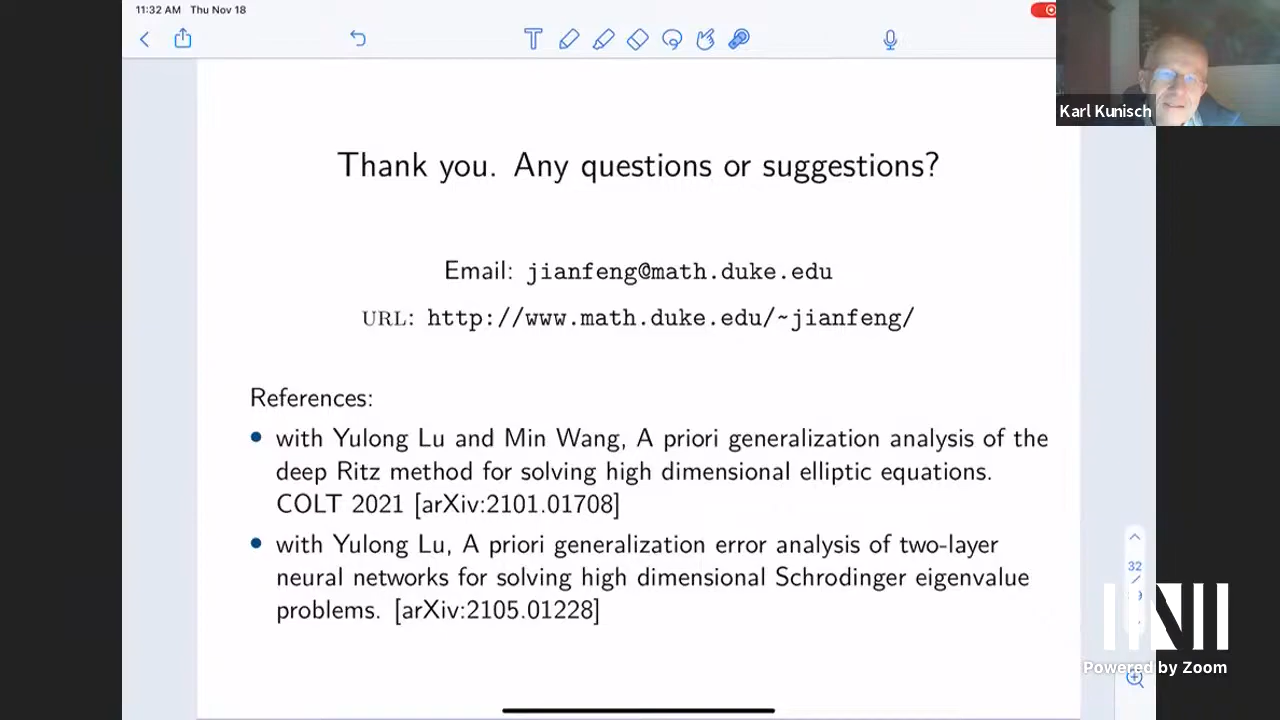 11:32 AM Thu Nov 18
Karl Kunisch
Thank you. Any questions or suggestions?
Email: jianfeng@math.duke.edu
URL: http://www.math.duke.edu/~jianfeng/
References:
• with Yulong Lu and Min Wang, A priori generalization analysis of the
deep Ritz method for solving high dimensional elliptic equations.
COLT 2021 [arXiv:2101.01708]
• with Yulong Lu, A priori generalization error analysis of two-layer
neural networks for solving high dimensional Schrodinger eigenvalue
problems. [arXiv:2105.01228]
32
/
Powered by Zoom